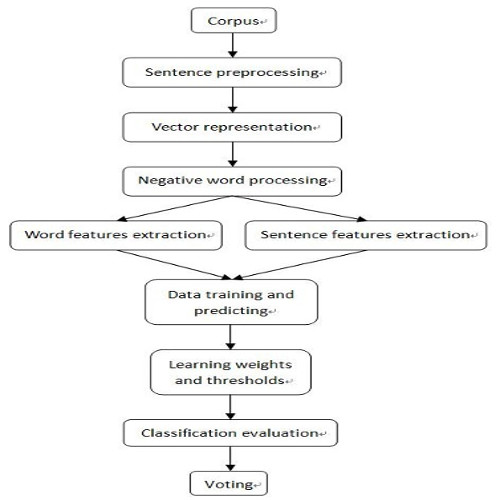 Corpus
Sentence preprocessing
Vector representation
Negative word processing
Word features extraction
Sentence features extraction
Data training and
predicting
Learning weights
and thresholds
Classification evaluation
Voting